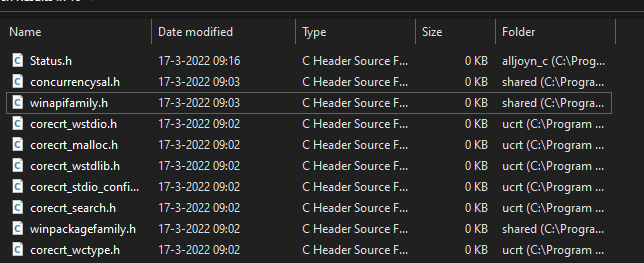 Name Date modified Type Size Folder
Status.h 17-3-2022 09:16 C Header Source F... 0 KB alljoyn_c (C:\Prog...
concurrencysal.h 17-3-2022 09:03 C Header Source F... 0 KB shared (C:\Progra...
winapifamily.h 17-3-2022 09:03 C Header Source F... 0 KB shared (C:\Progra...
corecrt_wstdio.h 17-3-2022 09:02 C Header Source F... 0 KB ucrt (C:\Program ...
corecrt_malloc.h 17-3-2022 09:02 C Header Source F... 0 KB ucrt (C:\Program ...
corecrt_wstdlib.h 17-3-2022 09:02 C Header Source F... 0 KB ucrt (C:\Program ...
corecrt_stdio_confi... 17-3-2022 09:02 C Header Source F... 0 KB ucrt (C:\Program ...
corecrt_search.h 17-3-2022 09:02 C Header Source F... 0 KB ucrt (C:\Program ...
winpackagefamily.h 17-3-2022 09:02 C Header Source F... 0 KB shared (C:\Progra...
corecrt_wctype.h 17-3-2022 09:02 C Header Source F... 0 KB ucrt (C:\Program ...